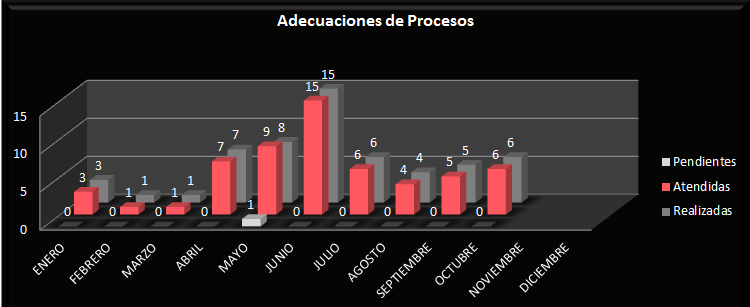 Adecuaciones de Procesos
15
10
5
0
3 1 1 7 8 15 6 4 5 6
3 1 1 7 9 15 6 4 5 6
0 0 0 0 1 0 0 0 0 0
ENERO
FEBRERO
MARZO
ABRIL
MAYO
JUNIO
JULIO
AGOSTO
SEPTIEMBRE
OCTUBRE
NOVIEMBRE
DICIEMBRE
Pendientes
Atendidas
Realizadas